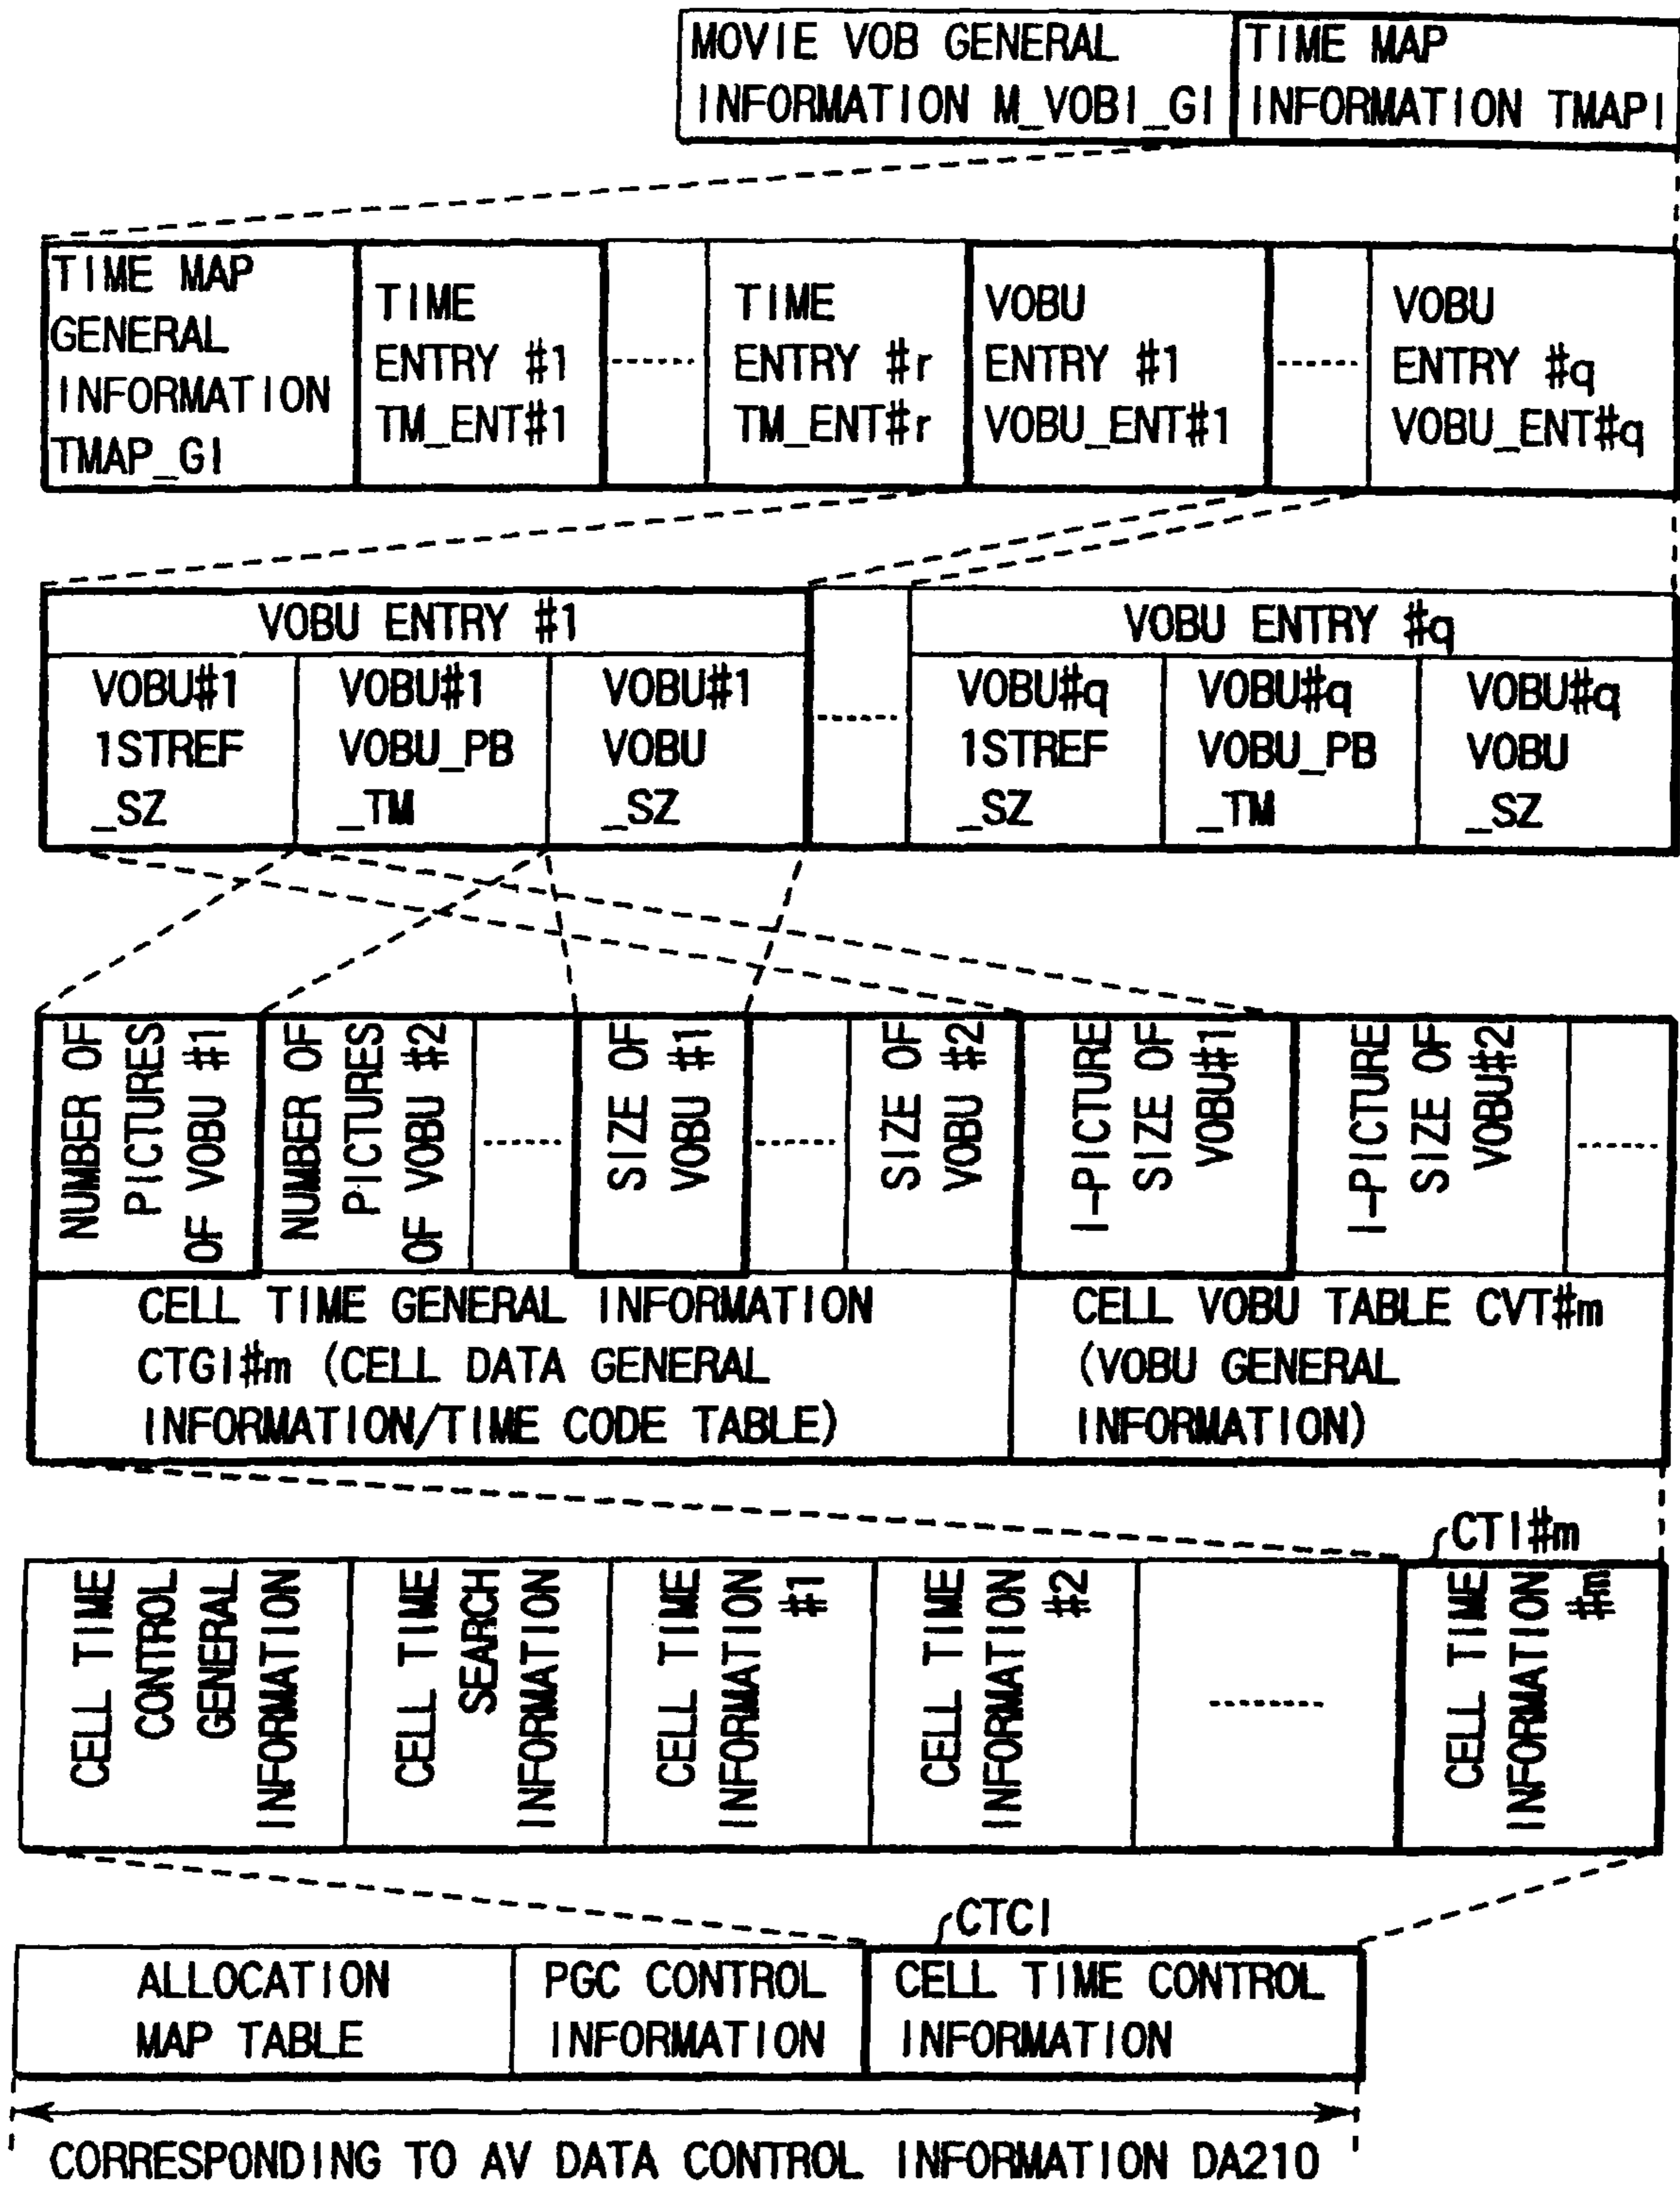 MOVIE VOB GENERAL
INFORMATION M_VOBI_GI
TIME MAP
INFORMATION TMAPI
TIME MAP
GENERAL
INFORMATION
TMAP_GI
TIME
ENTRY #1
TM_ENT#1
TIME
ENTRY #r
TM_ENT#r
VOBU
ENTRY #1
VOBU_ENT#1
VOBU
ENTRY #q
VOBU_ENT#q
VOBU ENTRY #1
VOBU ENTRY #q
VOBU#1
1STREF
_SZ
VOBU#1
VOBU_PB
_TM
VOBU#1
VOBU
_SZ
VOBU#q
1STREF
_SZ
VOBU#q
VOBU_PB
_TM
VOBU#q
VOBU
_SZ
NUMBER OF
PICTURES
OF VOBU #1
NUMBER OF
PICTURES
OF VOBU #2
SIZE OF
VOBU #1
SIZE OF
VOBU #2
I-PICTURE
SIZE OF
VOBU#1
I-PICTURE
SIZE OF
VOBU#2
CELL TIME GENERAL INFORMATION
CTGI#m (CELL DATA GENERAL
INFORMATION/TIME CODE TABLE)
CELL VOBU TABLE CVT#m
(VOBU GENERAL
INFORMATION)
CTI#m
CELL TIME
CONTROL
GENERAL
INFORMATION
CELL TIME
SEARCH
INFORMATION
CELL TIME
INFORMATION
#1
CELL TIME
INFORMATION
#2
CELL TIME
INFORMATION
#m
CTCI
ALLOCATION
MAP TABLE
PGC CONTROL
INFORMATION
CELL TIME CONTROL
INFORMATION
CORRESPONDING TO AV DATA CONTROL INFORMATION DA210